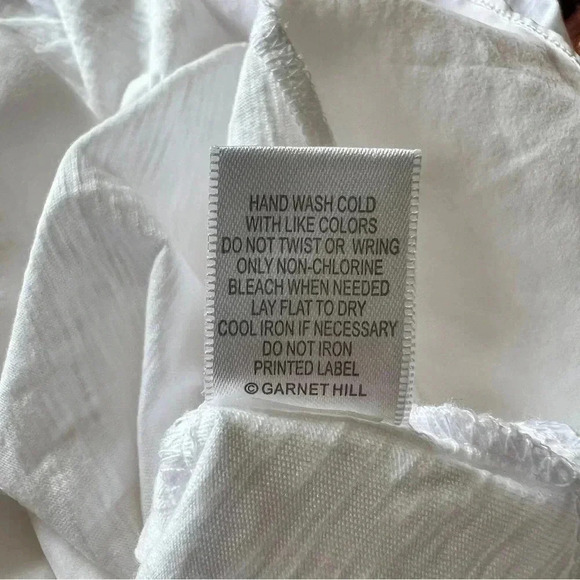 HAND WASH COLD
WITH LIKE COLORS
DO NOT TWIST OR WRING
ONLY NON-CHLORINE
BLEACH WHEN NEEDED
LAY FLAT TO DRY
COOL IRON IF NECESSARY
DO NOT IRON
PRINTED LABEL
© GARNET HILL